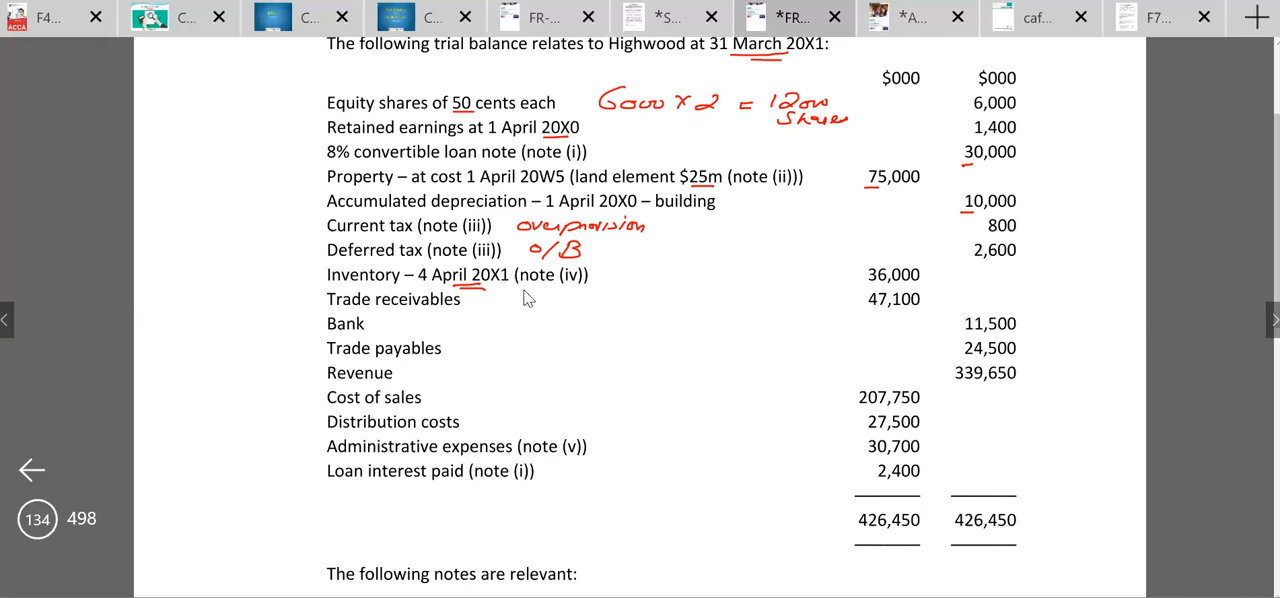 F4... × C... × C... × C... × FR-... × *S... × *FR... × *A... × caf... × F7... × +
ACCA
The following trial balance relates to Highwood at 31 March 20X1:
$000 $000
Equity shares of 50 cents each 6000 × 2 = 12000 shares 6,000
Retained earnings at 1 April 20X0 1,400
8% convertible loan note (note (i)) 30,000
Property – at cost 1 April 20W5 (land element $25m (note (ii))) 75,000
Accumulated depreciation – 1 April 20X0 – building 10,000
Current tax (note (iii)) overprovision 800
Deferred tax (note (iii)) O/B 2,600
Inventory – 4 April 20X1 (note (iv)) 36,000
Trade receivables 47,100
Bank 11,500
Trade payables 24,500
Revenue 339,650
Cost of sales 207,750
Distribution costs 27,500
Administrative expenses (note (v)) 30,700
Loan interest paid (note (i)) 2,400
134 498
426,450 426,450
The following notes are relevant: